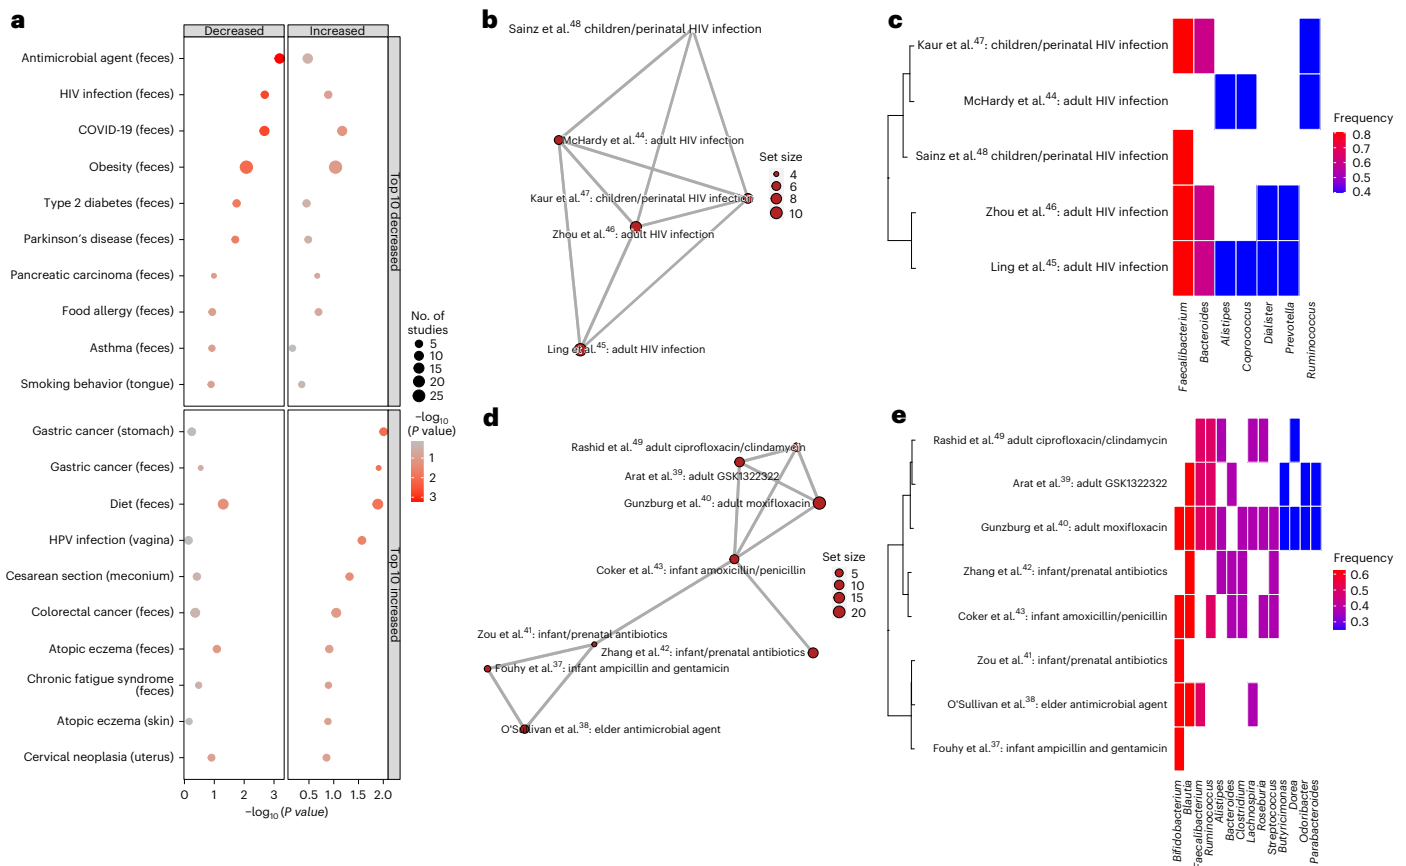 a
Decreased
Increased
Antimicrobial agent (feces)
HIV infection (feces)
COVID-19 (feces)
Obesity (feces)
Type 2 diabetes (feces)
Parkinson's disease (feces)
Pancreatic carcinoma (feces)
Food allergy (feces)
Asthma (feces)
Smoking behavior (tongue)
Top 10 decreased
Gastric cancer (stomach)
Gastric cancer (feces)
Diet (feces)
HPV infection (vagina)
Cesarean section (meconium)
Colorectal cancer (feces)
Atopic eczema (feces)
Chronic fatigue syndrome
(feces)
Atopic eczema (skin)
Cervical neoplasia (uterus)
Top 10 increased
0 1 2 3 0.5 1.0 1.5 2.0
−log10 (P value)
No. of
studies
5
10
15
20
25
−log10
(P value)
1
2
3
b
Sainz et al.48 children/perinatal HIV infection
McHardy et al.44: adult HIV infection
Kaur et al.47: children/perinatal HIV infection
Zhou et al.46: adult HIV infection
Ling et al.45: adult HIV infection
Set size
4
6
8
10
c
Kaur et al.47: children/perinatal HIV infection
McHardy et al.44: adult HIV infection
Sainz et al.48 children/perinatal HIV infection
Zhou et al.46: adult HIV infection
Ling et al.45: adult HIV infection
Faecalibacterium
Bacteroides
Alistipes
Coprococcus
Dialister
Prevotella
Ruminococcus
Frequency
0.8
0.7
0.6
0.5
0.4
d
Rashid et al.49 adult ciprofloxacin/clindamycin
Arat et al.39: adult GSK1322322
Gunzburg et al.40: adult moxifloxacin
Coker et al.43: infant amoxicillin/penicillin
Zou et al.41: infant/prenatal antibiotics
Zhang et al.42: infant/prenatal antibiotics
Fouhy et al.37: infant ampicillin and gentamicin
O'Sullivan et al.38: elder antimicrobial agent
Set size
5
10
15
20
e
Rashid et al.49 adult ciprofloxacin/clindamycin
Arat et al.39: adult GSK1322322
Gunzburg et al.40: adult moxifloxacin
Zhang et al.42: infant/prenatal antibiotics
Coker et al.43: infant amoxicillin/penicillin
Zou et al.41: infant/prenatal antibiotics
O'Sullivan et al.38: elder antimicrobial agent
Fouhy et al.37: infant ampicillin and gentamicin
Bifidobacterium
Blautia
Faecalibacterium
Ruminococcus
Alistipes
Bacteroides
Clostridium
Lachnospira
Roseburia
Streptococcus
Butyricimonas
Dorea
Odoribacter
Parabacteroides
Frequency
0.6
0.5
0.4
0.3